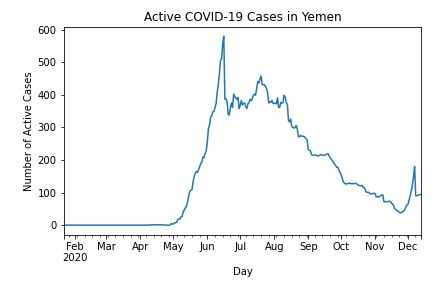 Active COVID-19 Cases in Yemen
600
500
400
300
200
100
0
Number of Active Cases
Feb Mar Apr May Jun Jul Aug Sep Oct Nov Dec
2020
Day